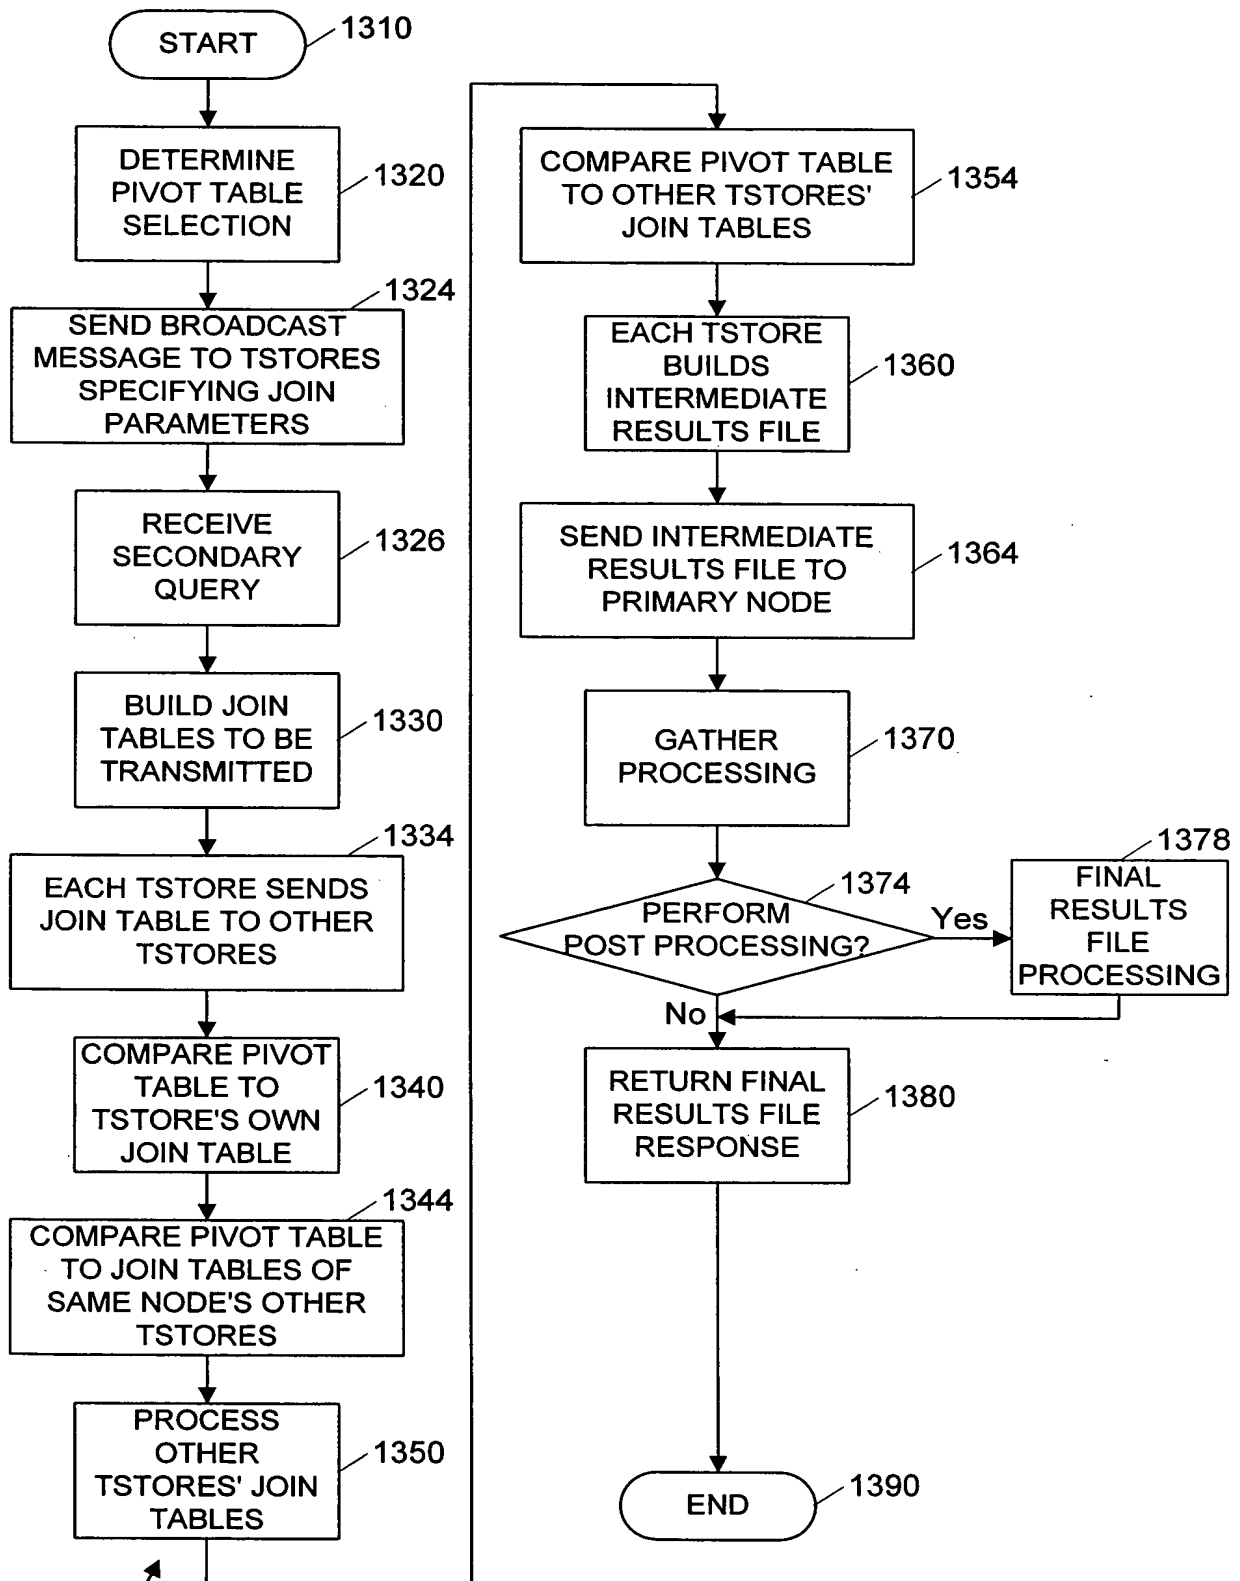 START
1310
DETERMINE
PIVOT TABLE
SELECTION
1320
1324
SEND BROADCAST
MESSAGE TO TSTORES
SPECIFYING JOIN
PARAMETERS
RECEIVE
SECONDARY
QUERY
1326
BUILD JOIN
TABLES TO BE
TRANSMITTED
1330
1334
EACH TSTORE SENDS
JOIN TABLE TO OTHER
TSTORES
COMPARE PIVOT
TABLE TO
TSTORE'S OWN
JOIN TABLE
1340
1344
COMPARE PIVOT TABLE
TO JOIN TABLES OF
SAME NODE'S OTHER
TSTORES
PROCESS
OTHER
TSTORES' JOIN
TABLES
1350
COMPARE PIVOT TABLE
TO OTHER TSTORES'
JOIN TABLES
1354
EACH TSTORE
BUILDS
INTERMEDIATE
RESULTS FILE
1360
SEND INTERMEDIATE
RESULTS FILE TO
PRIMARY NODE
1364
GATHER
PROCESSING
1370
1374
PERFORM
POST PROCESSING?
Yes
1378
FINAL
RESULTS
FILE
PROCESSING
No
RETURN FINAL
RESULTS FILE
RESPONSE
1380
END
1390